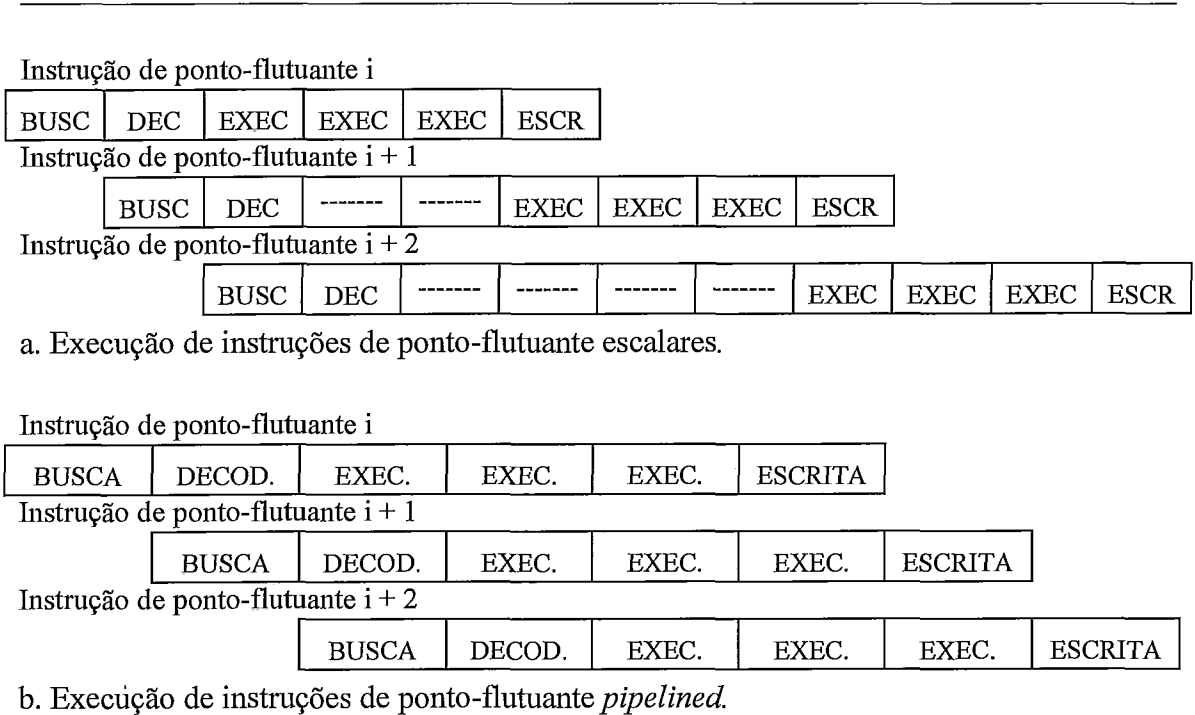 Instrução de ponto-flutuante i
BUSC DEC EXEC EXEC EXEC ESCR
Instrução de ponto-flutuante i + 1
BUSC DEC ------- ------- EXEC EXEC EXEC ESCR
Instrução de ponto-flutuante i + 2
BUSC DEC ------- ------- ------- ------- EXEC EXEC EXEC ESCR
a. Execução de instruções de ponto-flutuante escalares.
Instrução de ponto-flutuante i
BUSCA DECOD. EXEC. EXEC. EXEC. ESCRITA
Instrução de ponto-flutuante i + 1
BUSCA DECOD. EXEC. EXEC. EXEC. ESCRITA
Instrução de ponto-flutuante i + 2
BUSCA DECOD. EXEC. EXEC. EXEC. ESCRITA
b. Execução de instruções de ponto-flutuante pipelined.